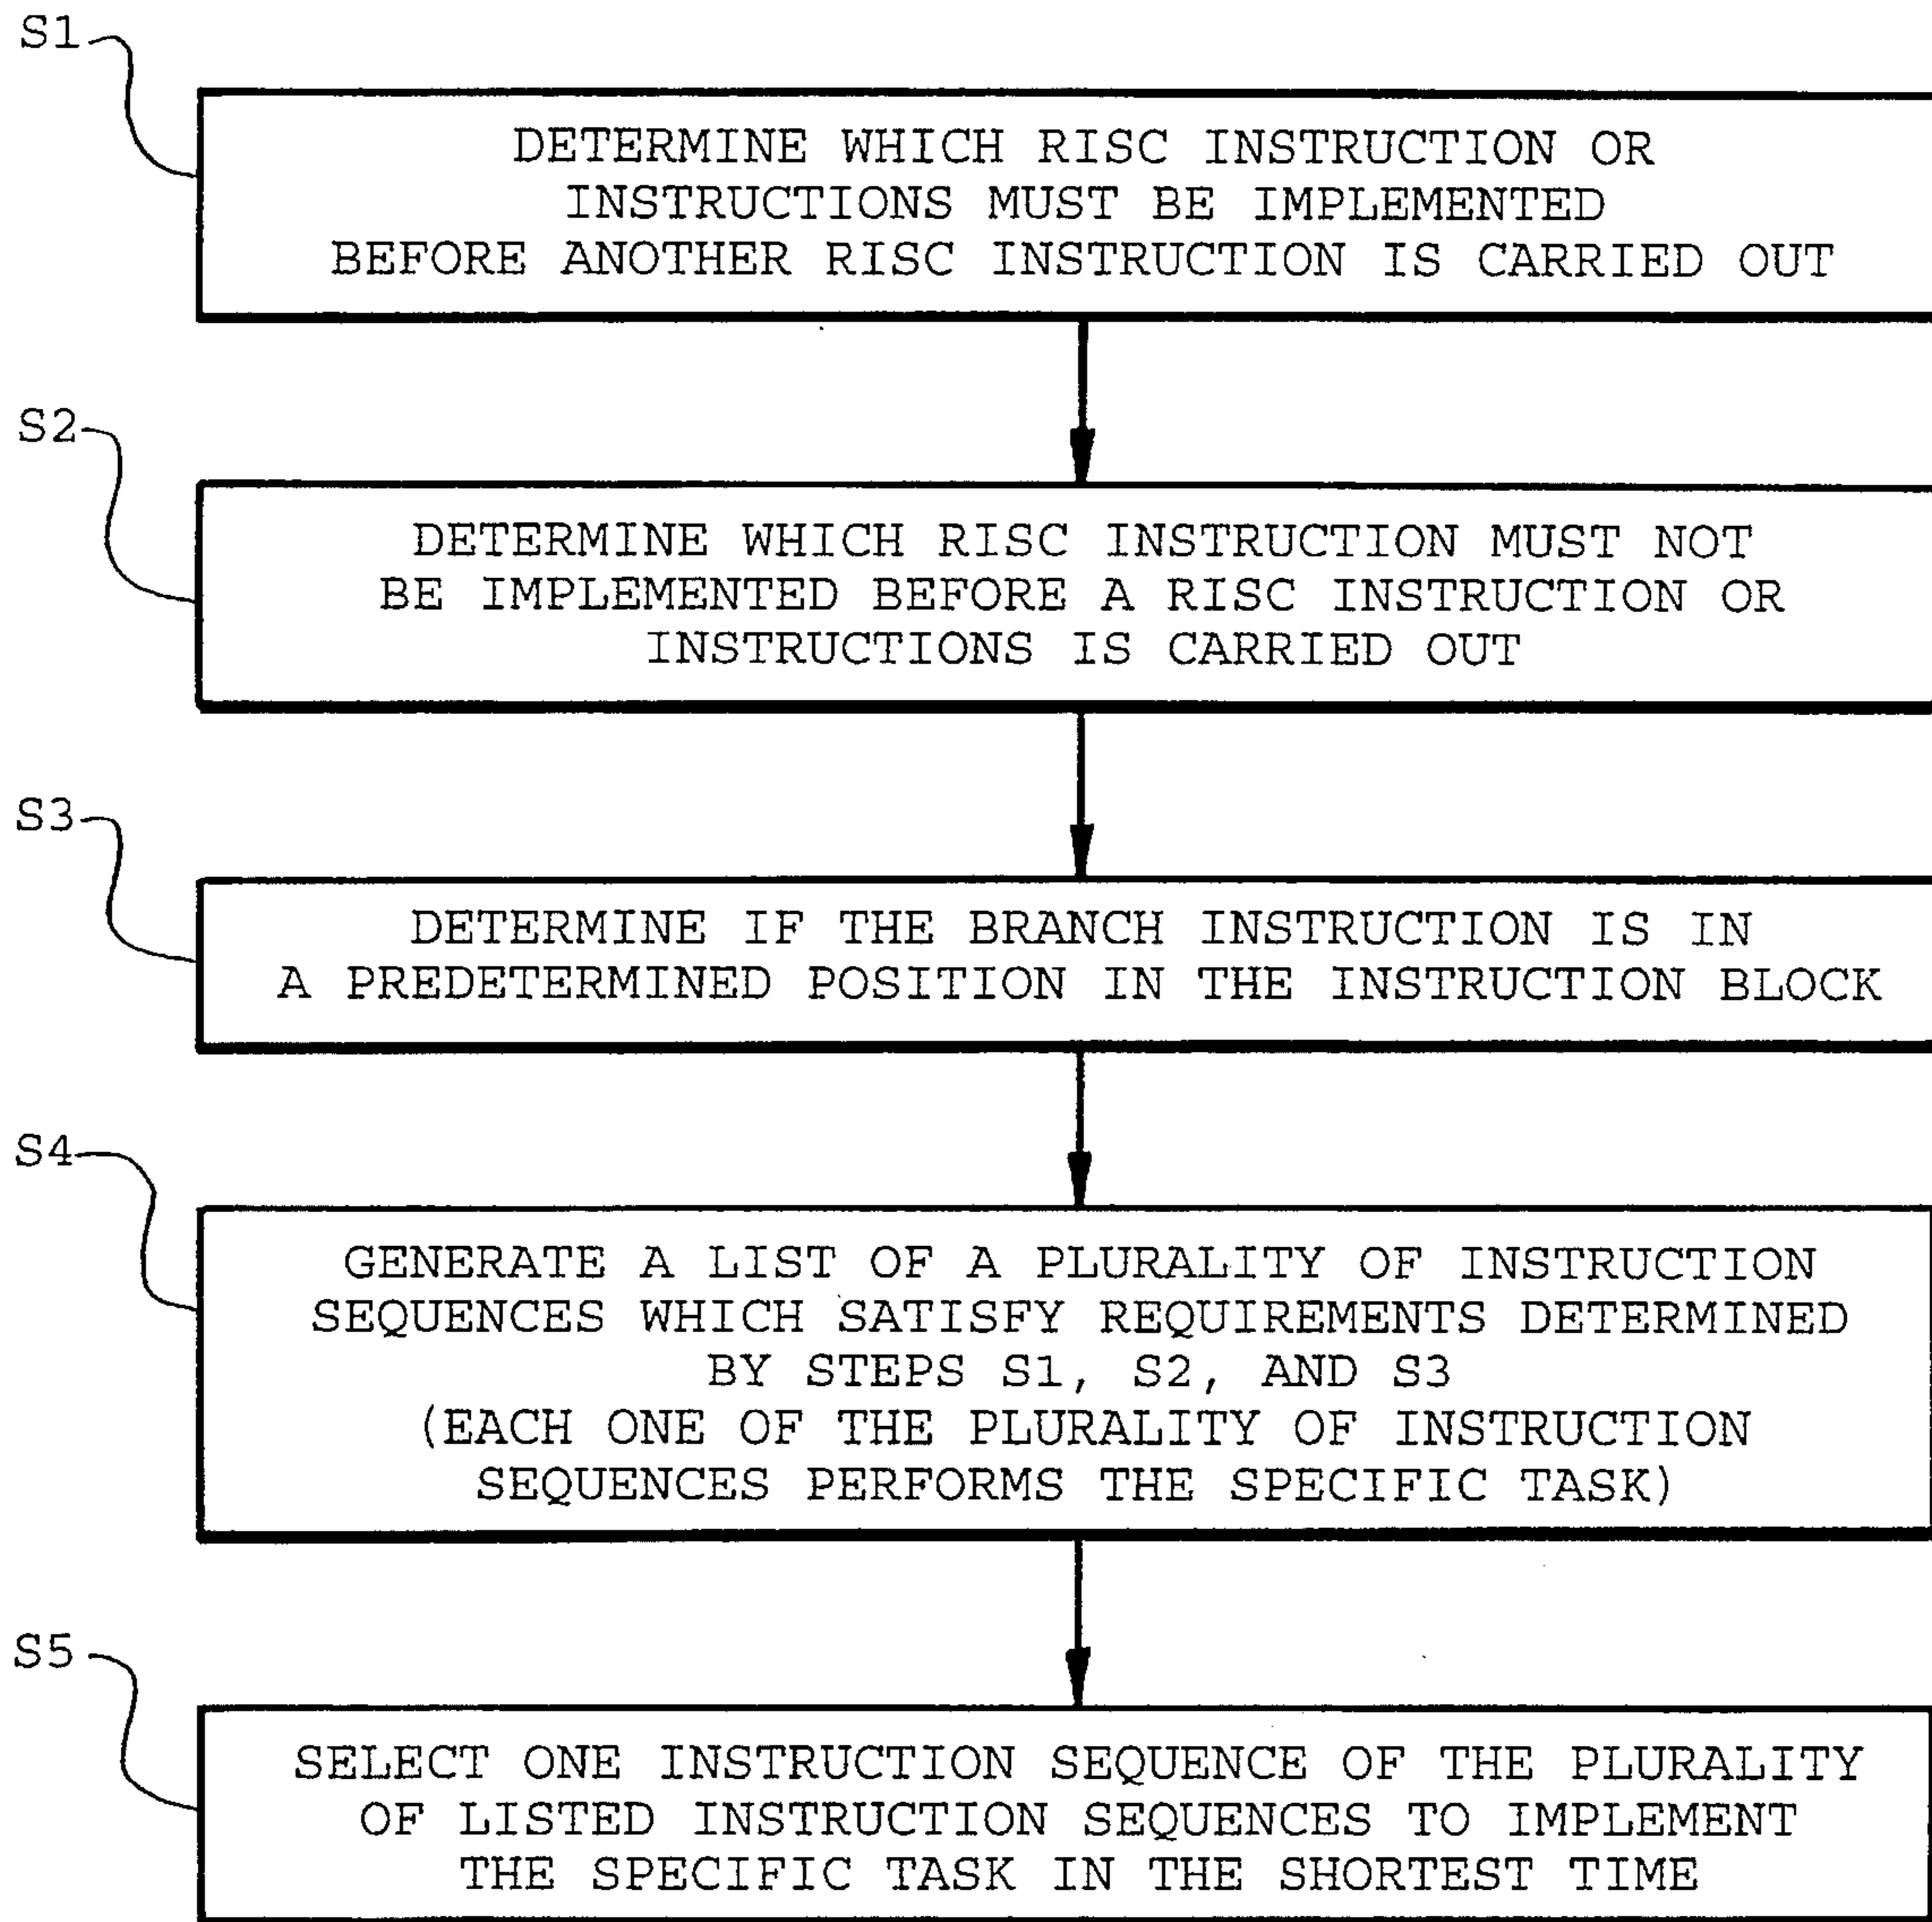 S1
DETERMINE WHICH RISC INSTRUCTION OR
INSTRUCTIONS MUST BE IMPLEMENTED
BEFORE ANOTHER RISC INSTRUCTION IS CARRIED OUT
S2
DETERMINE WHICH RISC INSTRUCTION MUST NOT
BE IMPLEMENTED BEFORE A RISC INSTRUCTION OR
INSTRUCTIONS IS CARRIED OUT
S3
DETERMINE IF THE BRANCH INSTRUCTION IS IN
A PREDETERMINED POSITION IN THE INSTRUCTION BLOCK
S4
GENERATE A LIST OF A PLURALITY OF INSTRUCTION
SEQUENCES WHICH SATISFY REQUIREMENTS DETERMINED
BY STEPS S1, S2, AND S3
(EACH ONE OF THE PLURALITY OF INSTRUCTION
SEQUENCES PERFORMS THE SPECIFIC TASK)
S5
SELECT ONE INSTRUCTION SEQUENCE OF THE PLURALITY
OF LISTED INSTRUCTION SEQUENCES TO IMPLEMENT
THE SPECIFIC TASK IN THE SHORTEST TIME